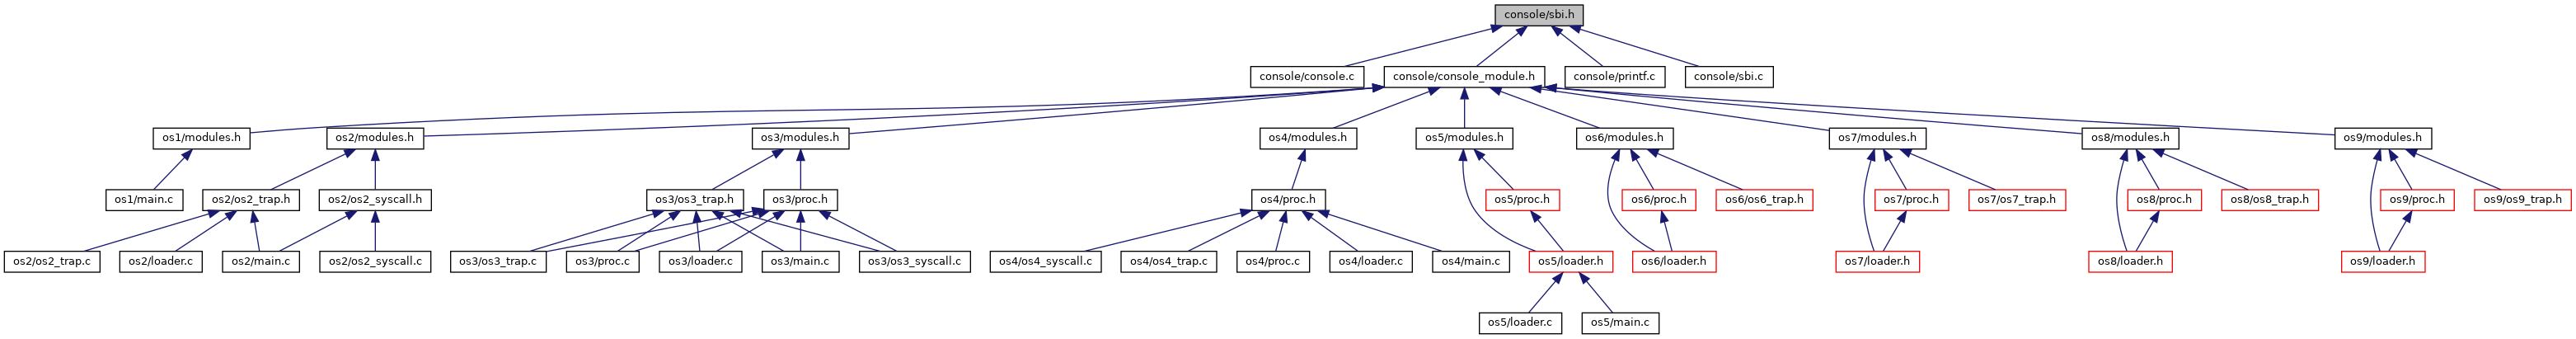 console/sbi.h
console/console.c
console/console_module.h
console/printf.c
console/sbi.c
os1/modules.h
os2/modules.h
os3/modules.h
os4/modules.h
os5/modules.h
os6/modules.h
os7/modules.h
os8/modules.h
os9/modules.h
os1/main.c
os2/os2_trap.h
os2/os2_syscall.h
os3/os3_trap.h
os3/proc.h
os4/proc.h
os5/proc.h
os6/proc.h
os6/os6_trap.h
os7/proc.h
os7/os7_trap.h
os8/proc.h
os8/os8_trap.h
os9/proc.h
os9/os9_trap.h
os2/os2_trap.c
os2/loader.c
os2/main.c
os2/os2_syscall.c
os3/os3_trap.c
os3/proc.c
os3/loader.c
os3/main.c
os3/os3_syscall.c
os4/os4_syscall.c
os4/os4_trap.c
os4/proc.c
os4/loader.c
os4/main.c
os5/loader.h
os6/loader.h
os7/loader.h
os8/loader.h
os9/loader.h
os5/loader.c
os5/main.c